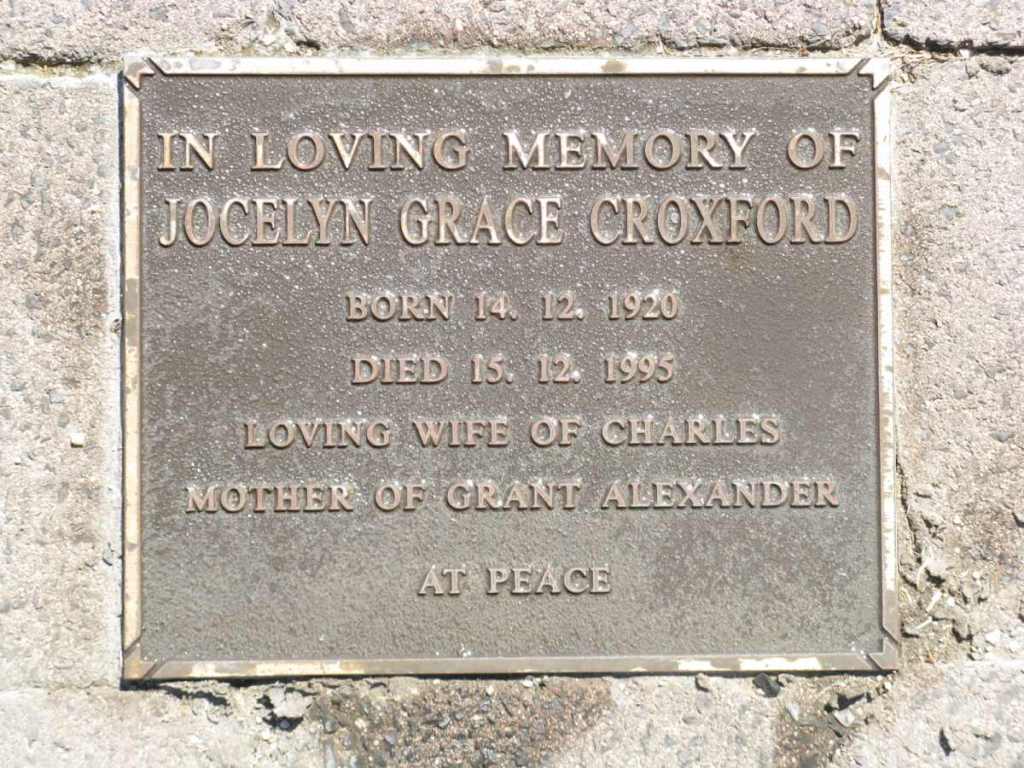 IN LOVING MEMORY OF
JOCELYN GRACE CROXFORD
BORN 14. 12. 1920
DIED 15. 12. 1995
LOVING WIFE OF CHARLES
MOTHER OF GRANT ALEXANDER
AT PEACE